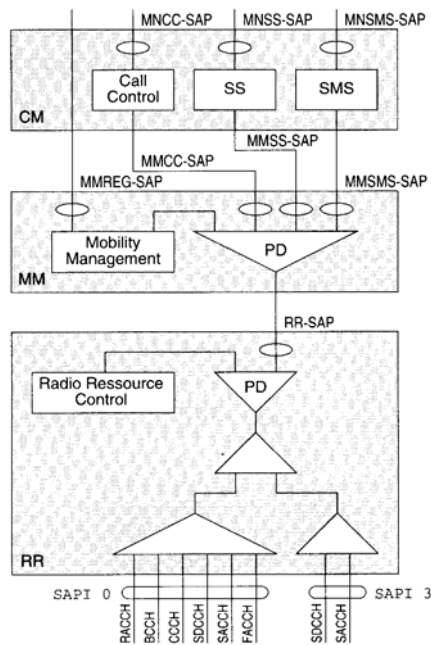 MNCC-SAP
MNSS-SAP
MNSMS-SAP
Call
Control
SS
SMS
CM
MMSS-SAP
MMCC-SAP
MMREG-SAP
MMSMS-SAP
Mobility
Management
PD
MM
RR-SAP
Radio Ressource
Control
PD
RR
SAPI 0
SAPI 3
RACCH
BCCH
CCCH
SDCCH
SACCH
FACCH
SDCCH
SACCH